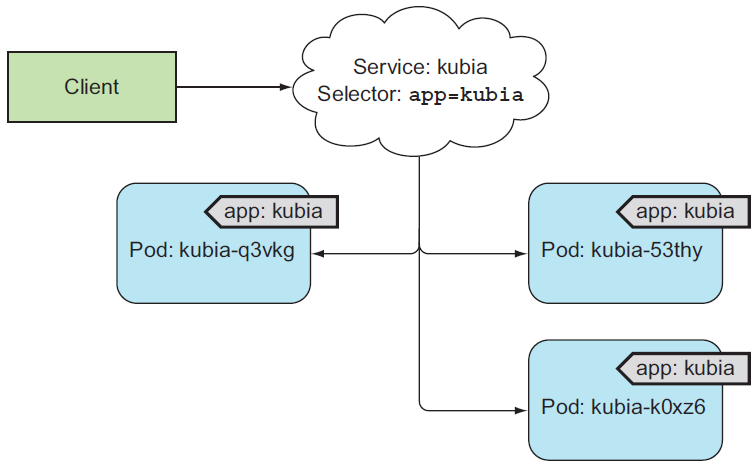 Client
Service: kubia
Selector: app=kubia
app: kubia
Pod: kubia-q3vkg
app: kubia
Pod: kubia-53thy
app: kubia
Pod: kubia-k0xz6